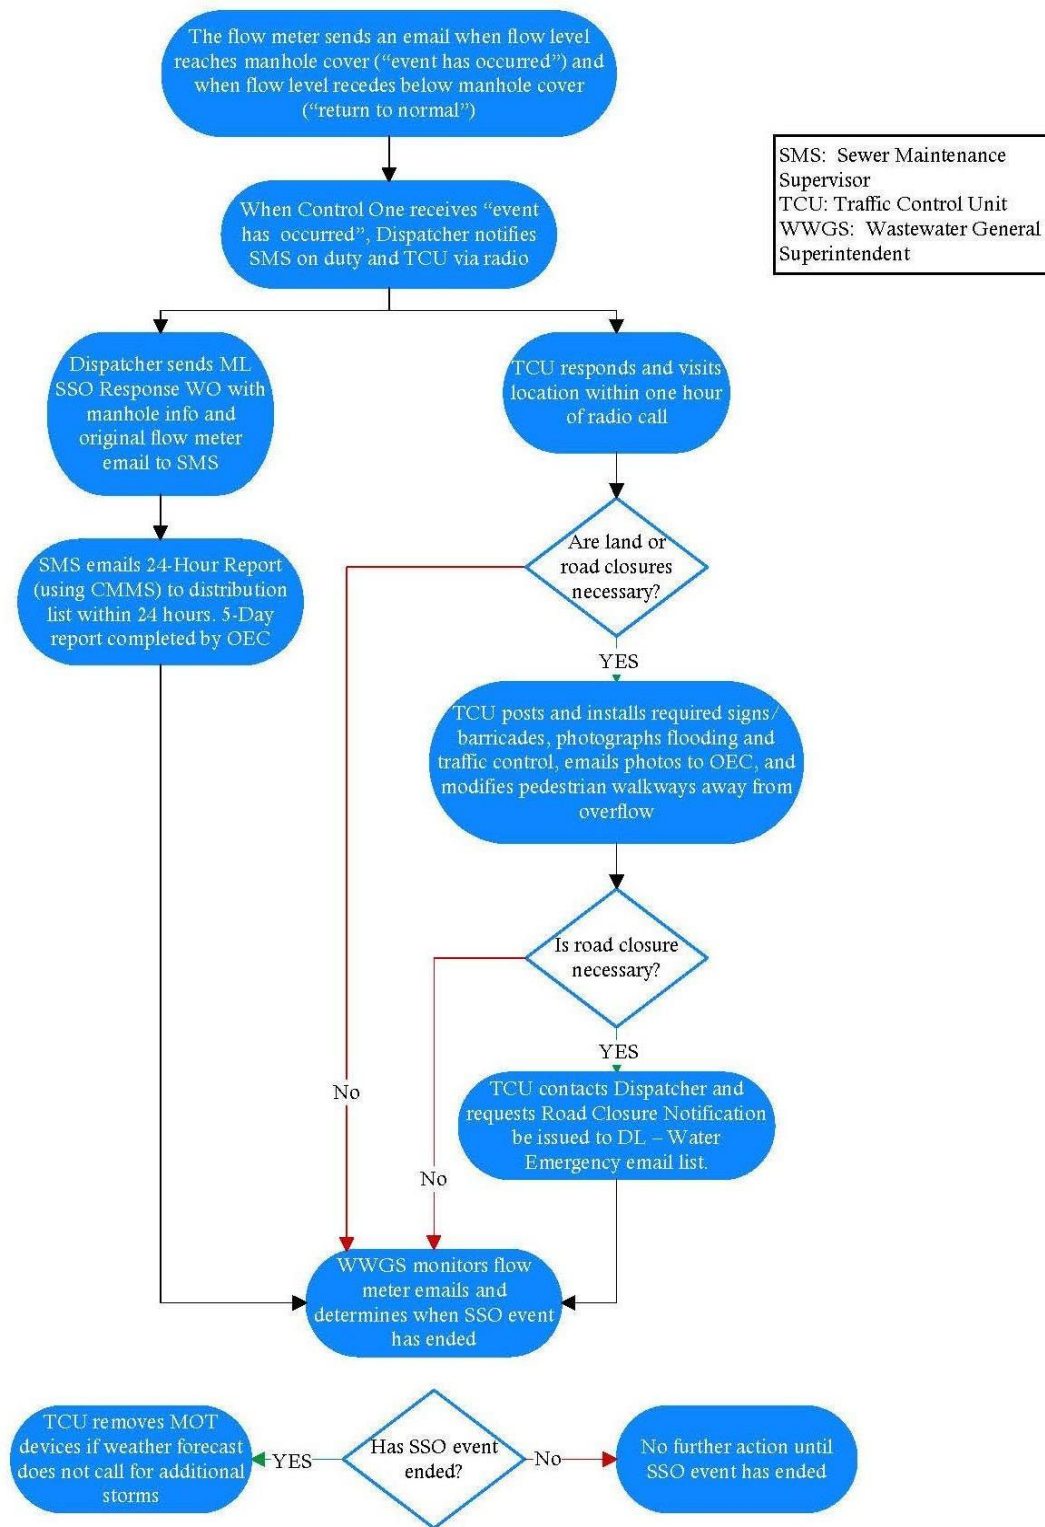 The flow meter sends an email when flow level
reaches manhole cover (“event has occurred”) and
when flow level recedes below manhole cover
(“return to normal”)
SMS: Sewer Maintenance
Supervisor
TCU: Traffic Control Unit
WWGS: Wastewater General
Superintendent
When Control One receives “event
has occurred”, Dispatcher notifies
SMS on duty and TCU via radio
Dispatcher sends ML
SSO Response WO with
manhole info and
original flow meter
email to SMS
TCU responds and visits
location within one hour
of radio call
SMS emails 24-Hour Report
(using CMMS) to distribution
list within 24 hours. 5-Day
report completed by OEC
Are land or
road closures
necessary?
YES
TCU posts and installs required signs/
barricades, photographs flooding and
traffic control, emails photos to OEC, and
modifies pedestrian walkways away from
overflow
Is road closure
necessary?
YES
No
TCU contacts Dispatcher and
requests Road Closure Notification
be issued to DL – Water
Emergency email list.
No
WWGS monitors flow
meter emails and
determines when SSO event
has ended
TCU removes MOT
devices if weather forecast
does not call for additional
storms
YES
Has SSO event
ended?
No
No further action until
SSO event has ended